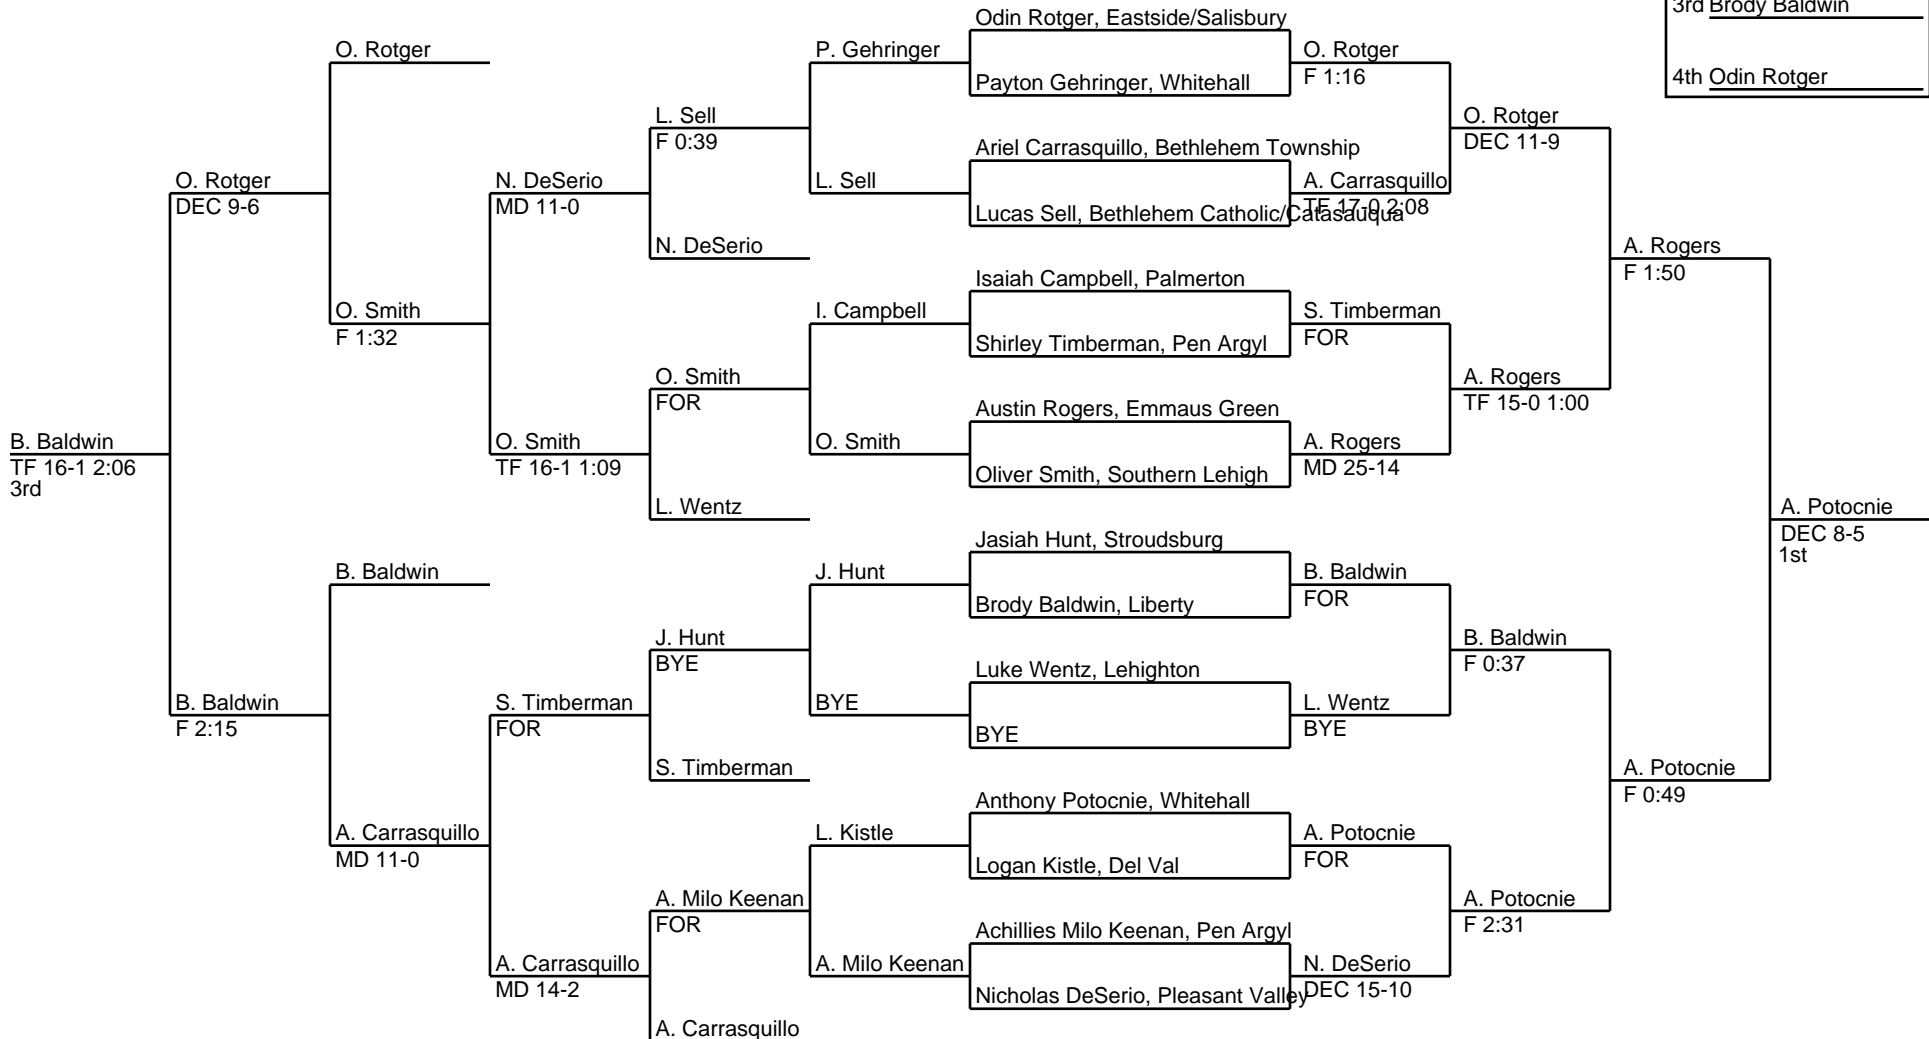 3rd Brody Baldwin
Odin Rotger, Eastside/Salisbury
O. Rotger
P. Gehringer
O. Rotger
F 1:16
Payton Gehringer, Whitehall
4th Odin Rotger
L. Sell
F 0:39
O. Rotger
DEC 11-9
Ariel Carrasquillo, Bethlehem Township
O. Rotger
DEC 9-6
N. DeSerio
MD 11-0
L. Sell
A. Carrasquillo
TF 17-0 2:08
Lucas Sell, Bethlehem Catholic/Catasauqua
N. DeSerio
A. Rogers
F 1:50
Isaiah Campbell, Palmerton
O. Smith
F 1:32
I. Campbell
S. Timberman
FOR
Shirley Timberman, Pen Argyl
O. Smith
FOR
A. Rogers
TF 15-0 1:00
Austin Rogers, Emmaus Green
B. Baldwin
TF 16-1 2:06
3rd
O. Smith
TF 16-1 1:09
O. Smith
A. Rogers
MD 25-14
Oliver Smith, Southern Lehigh
L. Wentz
A. Potocnie
DEC 8-5
1st
Jasiah Hunt, Stroudsburg
B. Baldwin
J. Hunt
B. Baldwin
FOR
Brody Baldwin, Liberty
J. Hunt
BYE
B. Baldwin
F 0:37
Luke Wentz, Lehighton
B. Baldwin
F 2:15
S. Timberman
FOR
BYE
L. Wentz
BYE
BYE
S. Timberman
A. Potocnie
F 0:49
Anthony Potocnie, Whitehall
A. Carrasquillo
MD 11-0
L. Kistle
A. Potocnie
FOR
Logan Kistle, Del Val
A. Milo Keenan
FOR
A. Potocnie
F 2:31
Achillies Milo Keenan, Pen Argyl
A. Carrasquillo
MD 14-2
A. Milo Keenan
N. DeSerio
DEC 15-10
Nicholas DeSerio, Pleasant Valley
A. Carrasquillo